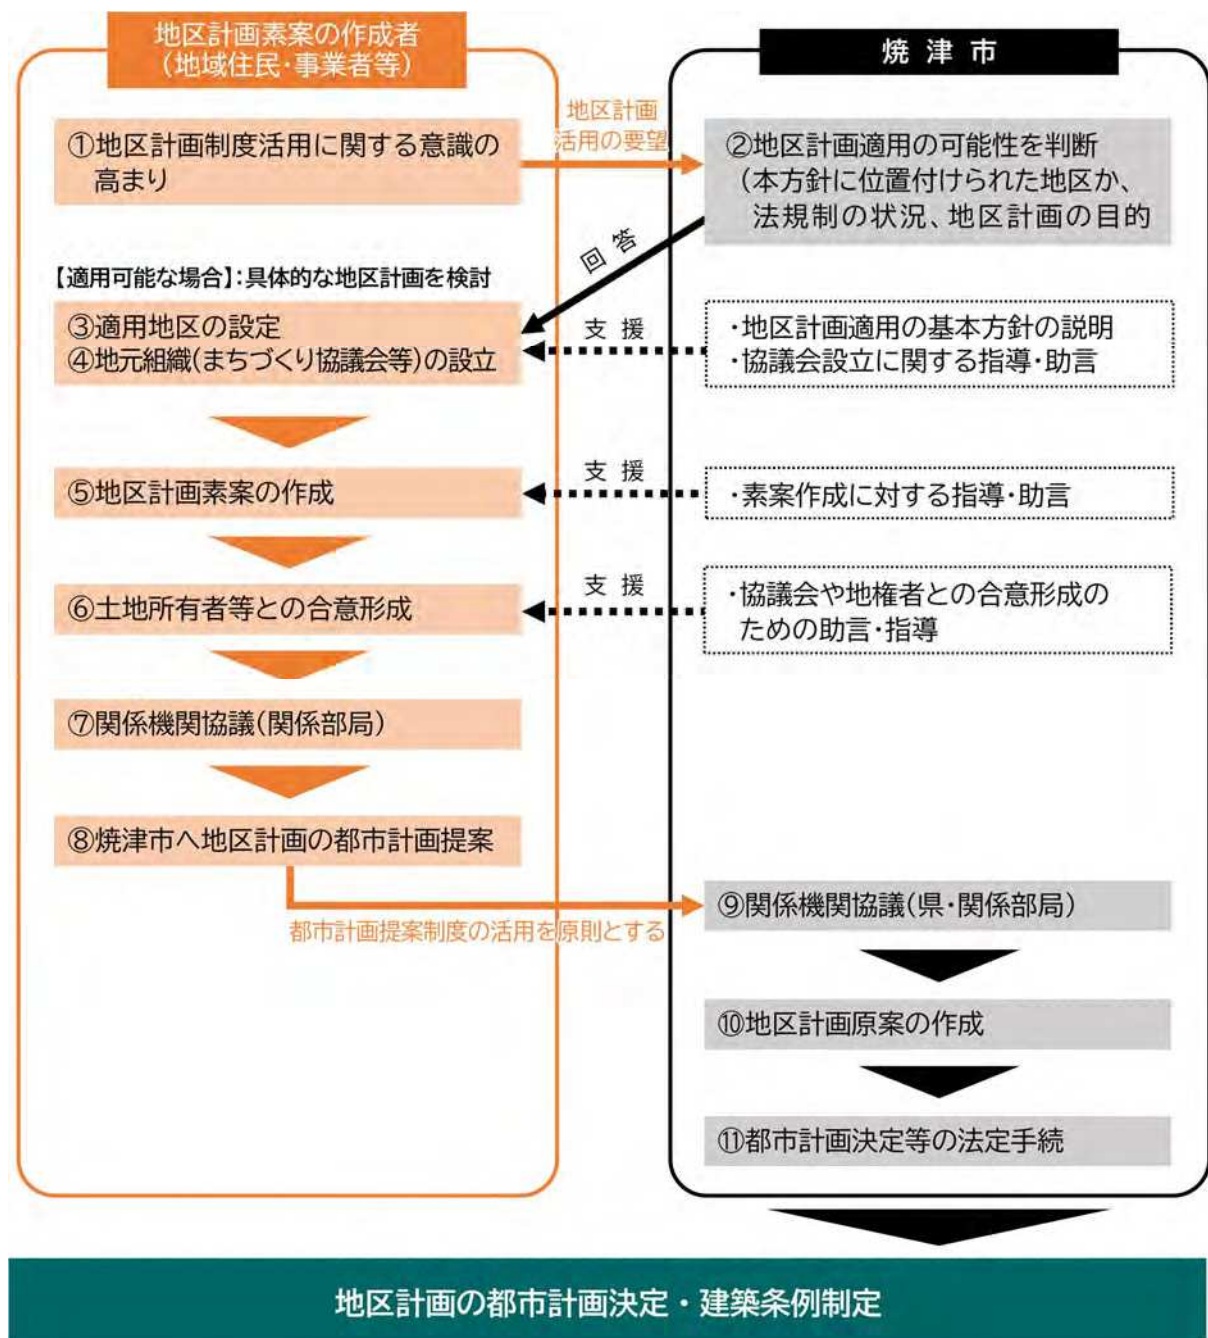 地区計画素案の作成者
（地域住民・事業者等）
焼津市
①地区計画制度活用に関する意識の
高まり
地区計画
活用の要望
②地区計画適用の可能性を判断
（本方針に位置付けられた地区か、
法規制の状況、地区計画の目的
回答
【適用可能な場合】：具体的な地区計画を検討
③適用地区の設定
④地元組織（まちづくり協議会等）の設立
支援
・地区計画適用の基本方針の説明
・協議会設立に関する指導・助言
⑤地区計画素案の作成
支援
・素案作成に対する指導・助言
⑥土地所有者等との合意形成
支援
・協議会や地権者との合意形成の
ための助言・指導
⑦関係機関協議（関係部局）
⑧焼津市へ地区計画の都市計画提案
都市計画提案制度の活用を原則とする
⑨関係機関協議（県・関係部局）
⑩地区計画原案の作成
⑪都市計画決定等の法定手続
地区計画の都市計画決定・建築条例制定